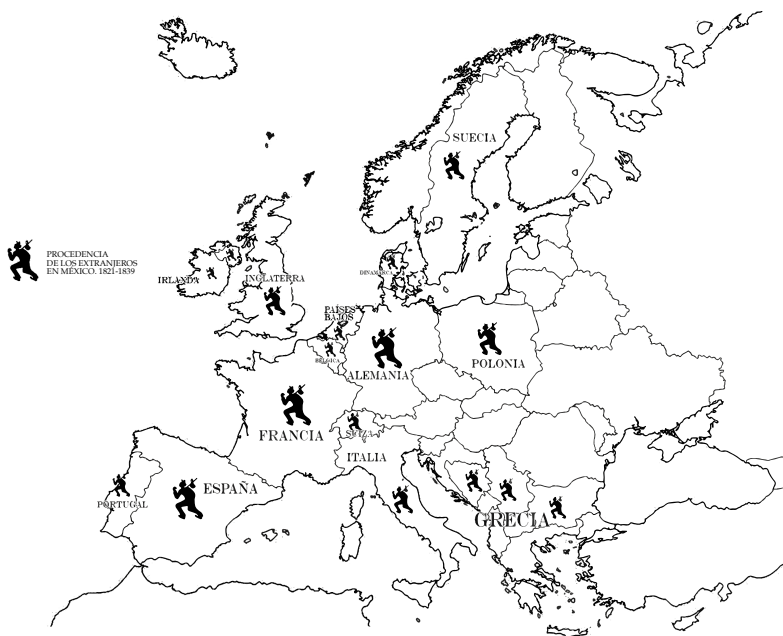 SUECIA
PROCEDENCIA
DE LOS EXTRANJEROS
EN MÉXICO. 1821-1839
DINAMARCA
IRLANDA
INGLATERRA
PAÍSES
BAJOS
BÉLGICA
POLONIA
ALEMANIA
FRANCIA
SUIZA
ITALIA
ESPAÑA
PORTUGAL
GRECIA